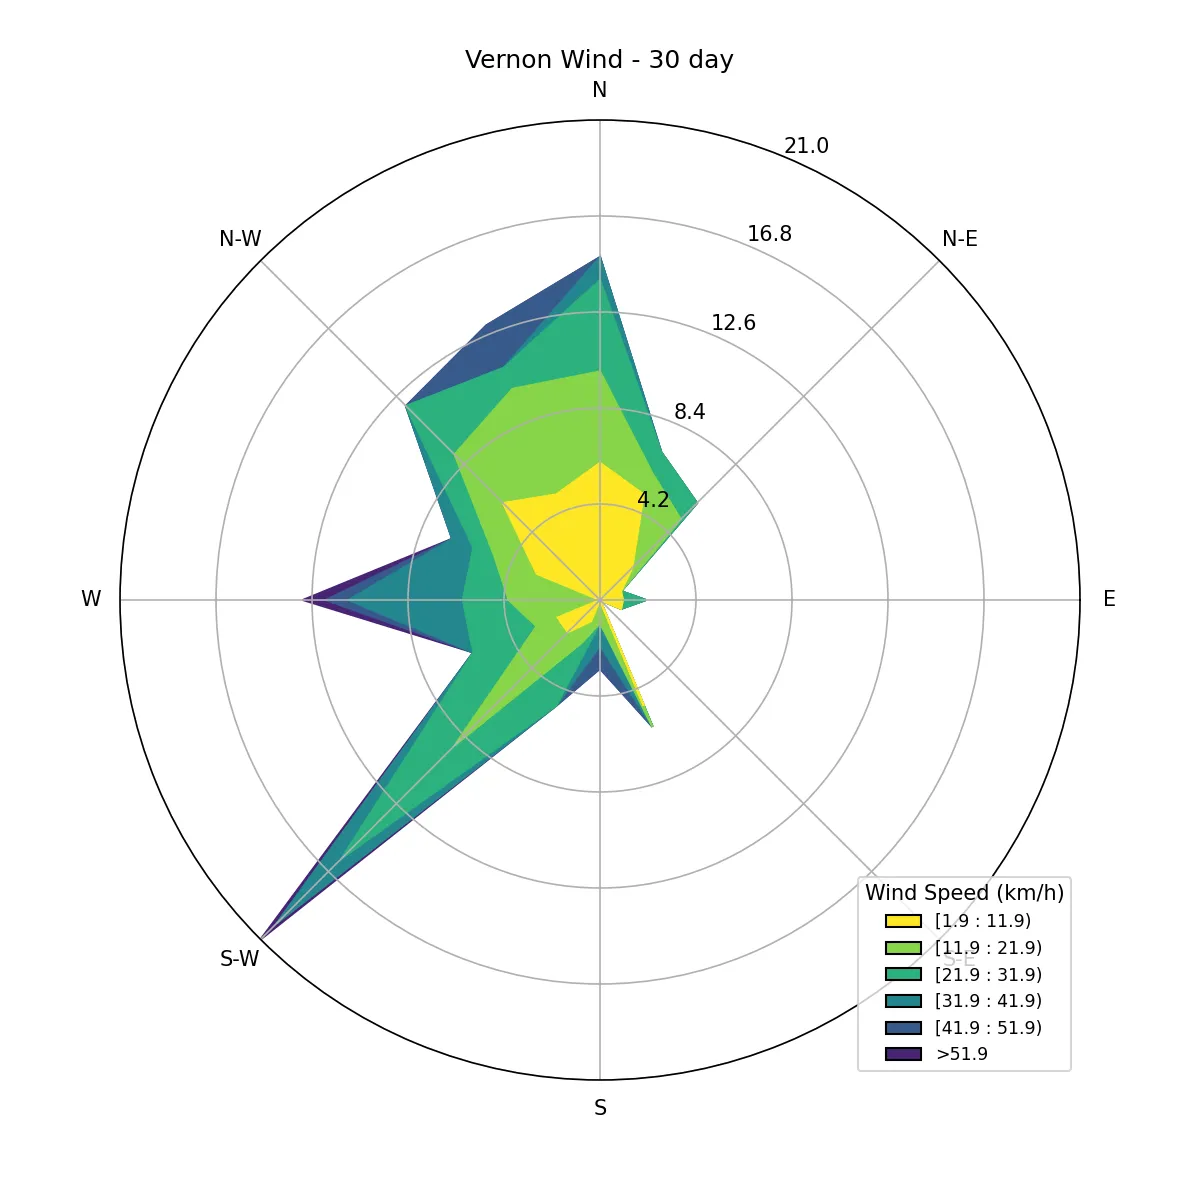 Vernon Wind - 30 day
N
21.0
16.8
N-W
N-E
12.6
8.4
4.2
W
E
Wind Speed (km/h)
[1.9 : 11.9)
[11.9 : 21.9)
S-W
S-E
[21.9 : 31.9)
[31.9 : 41.9)
[41.9 : 51.9)
>51.9
S